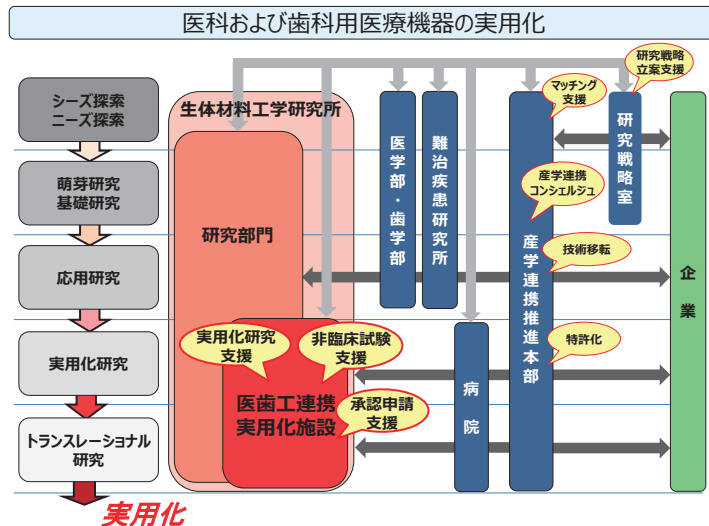 医科および歯科用医療機器の実用化
シーズ探索
ニーズ探索
萌芽研究
基礎研究
応用研究
実用化研究
トランスレーショナル
研究
実用化
生体材料工学研究所
研究部門
実用化研究
支援
非臨床試験
支援
医歯工連携
実用化施設
承認申請
支援
医学部・歯学部
難治疾患研究所
病院
産学連携推進本部
マッチング
支援
産学連携
コンシェルジュ
技術移転
特許化
研究戦略
立案支援
研究戦略室
企業